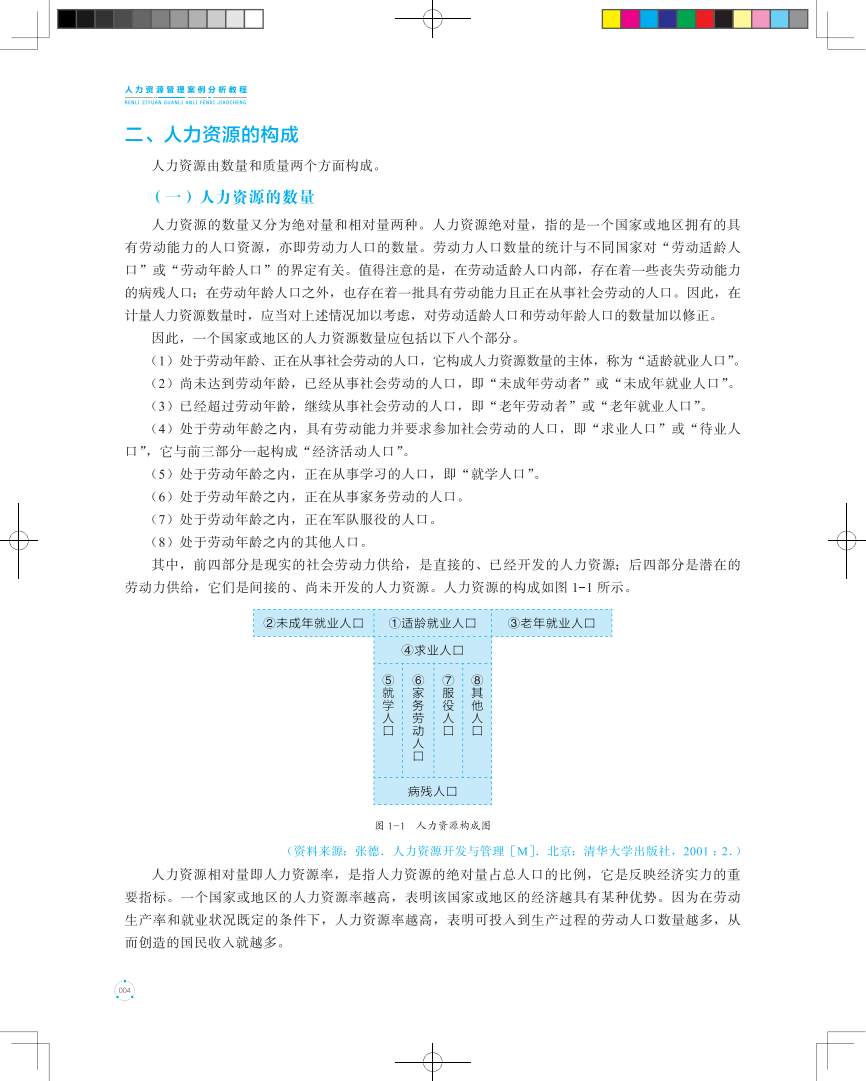 人力资源管理案例分析教程
RENLI ZIYUAN GUANLI ANLI FENXI JIAOCHENG
二、人力资源的构成
人力资源由数量和质量两个方面构成。
（一）人力资源的数量
人力资源的数量又分为绝对量和相对量两种。人力资源绝对量，指的是一个国家或地区拥有的具
有劳动能力的人口资源，亦即劳动力人口的数量。劳动力人口数量的统计与不同国家对“劳动适龄人
口”或“劳动年龄人口”的界定有关。值得注意的是，在劳动适龄人口内部，存在着一些丧失劳动能力
的病残人口；在劳动年龄人口之外，也存在着一批具有劳动能力且正在从事社会劳动的人口。因此，在
计量人力资源数量时，应当对上述情况加以考虑，对劳动适龄人口和劳动年龄人口的数量加以修正。
因此，一个国家或地区的人力资源数量应包括以下八个部分。
（1）处于劳动年龄、正在从事社会劳动的人口，它构成人力资源数量的主体，称为“适龄就业人口”。
（2）尚未达到劳动年龄，已经从事社会劳动的人口，即“未成年劳动者”或“未成年就业人口”。
（3）已经超过劳动年龄，继续从事社会劳动的人口，即“老年劳动者”或“老年就业人口”。
（4）处于劳动年龄之内，具有劳动能力并要求参加社会劳动的人口，即“求业人口”或“待业人
口”，它与前三部分一起构成“经济活动人口”。
（5）处于劳动年龄之内，正在从事学习的人口，即“就学人口”。
（6）处于劳动年龄之内，正在从事家务劳动的人口。
（7）处于劳动年龄之内，正在军队服役的人口。
（8）处于劳动年龄之内的其他人口。
其中，前四部分是现实的社会劳动力供给，是直接的、已经开发的人力资源；后四部分是潜在的
劳动力供给，它们是间接的、尚未开发的人力资源。人力资源的构成如图 1-1 所示。
②未成年就业人口 ①适龄就业人口 ③老年就业人口
④求业人口
⑤就学人口
⑥家务劳动人口
⑦服役人口
⑧其他人口
病残人口
图 1-1 人力资源构成图
（资料来源：张德．人力资源开发与管理［M］．北京：清华大学出版社，2001：2．）
人力资源相对量即人力资源率，是指人力资源的绝对量占总人口的比例，它是反映经济实力的重
要指标。一个国家或地区的人力资源率越高，表明该国家或地区的经济越具有某种优势。因为在劳动
生产率和就业状况既定的条件下，人力资源率越高，表明可投入到生产过程的劳动人口数量越多，从
而创造的国民收入就越多。
004